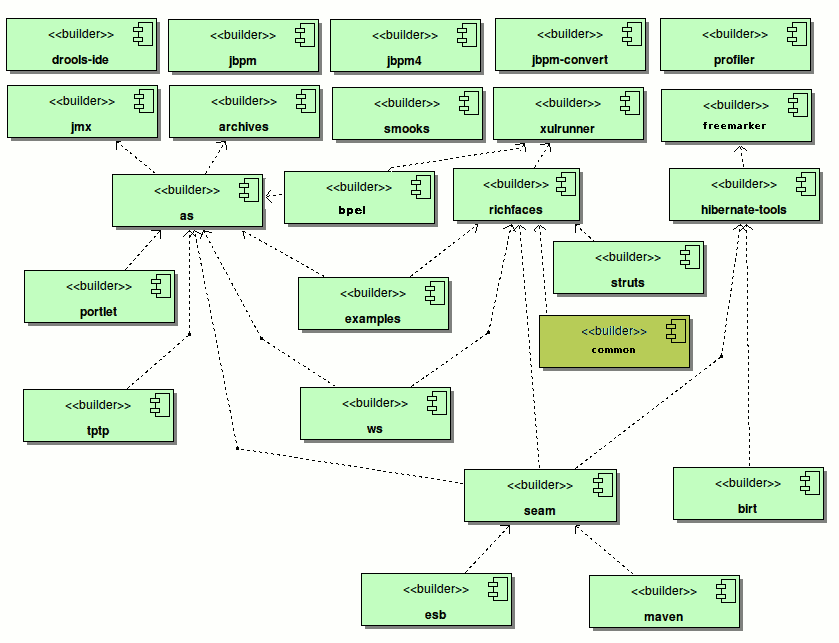 <<builder>>
drools-ide
<<builder>>
jbpm
<<builder>>
jbpm4
<<builder>>
jbpm-convert
<<builder>>
profiler
<<builder>>
jmx
<<builder>>
archives
<<builder>>
smooks
<<builder>>
xulrunner
<<builder>>
freemarker
<<builder>>
as
<<builder>>
bpel
<<builder>>
richfaces
<<builder>>
hibernate-tools
<<builder>>
struts
<<builder>>
portlet
<<builder>>
examples
<<builder>>
common
<<builder>>
tptp
<<builder>>
ws
<<builder>>
seam
<<builder>>
birt
<<builder>>
esb
<<builder>>
maven